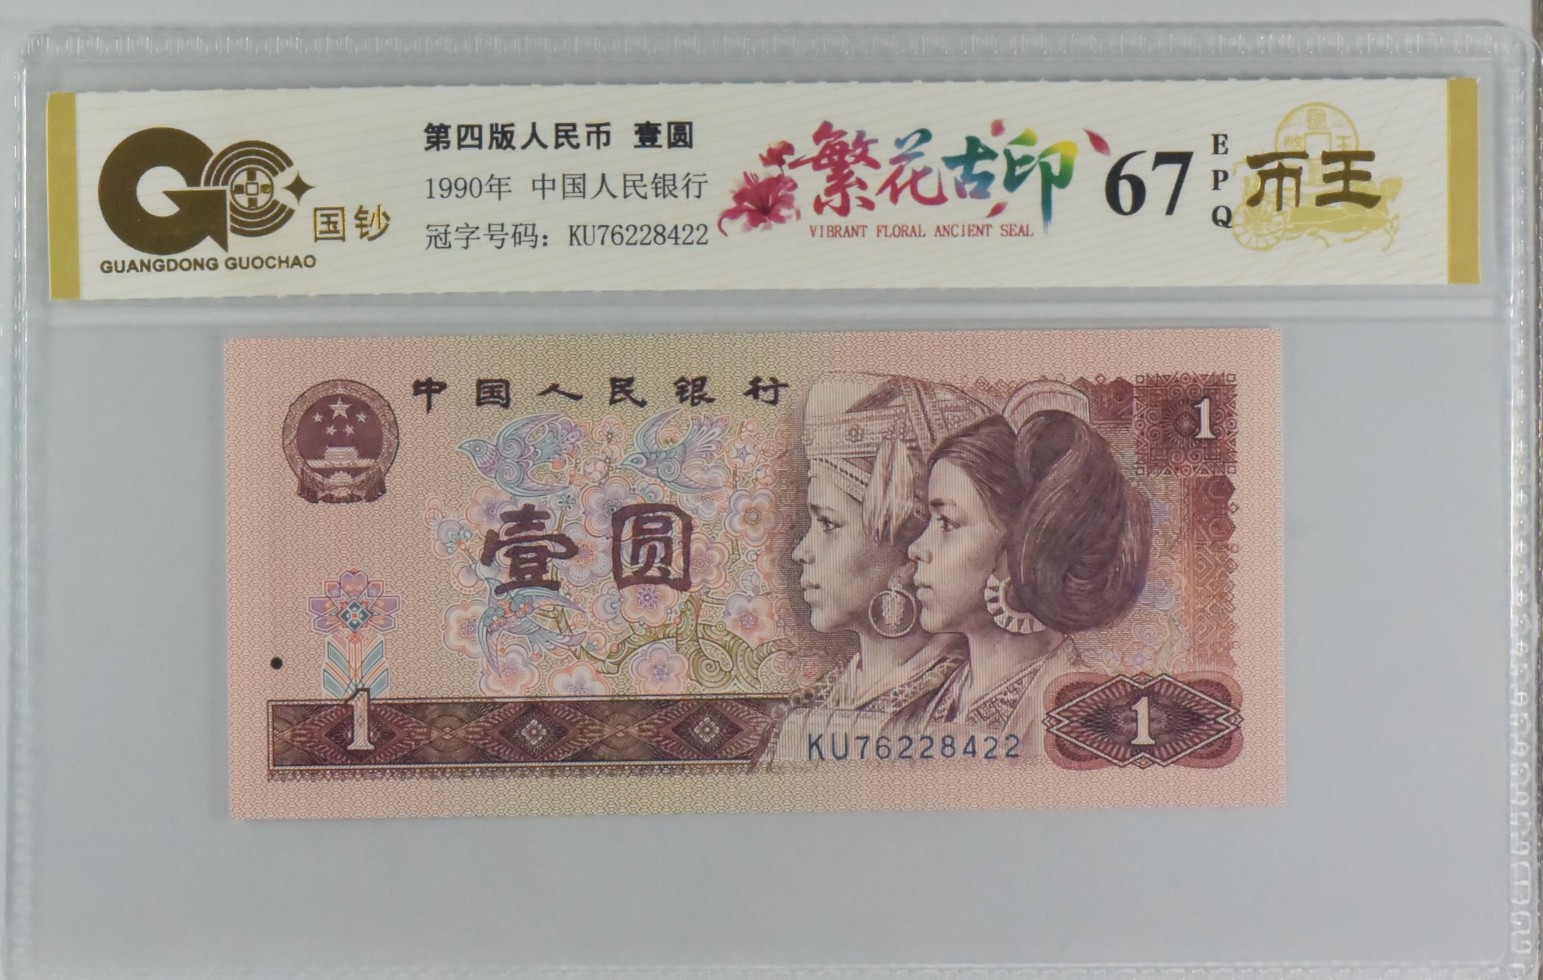 GC
国钞
GUANGDONG GUOCHAO
第四版人民币 壹圆
1990年 中国人民银行
冠字号码：KU76228422
繁花古印
VIBRANT FLORAL ANCIENT SEAL
67
EPQ
币王
中国人民银行
1
壹圆
1
KU76228422
1